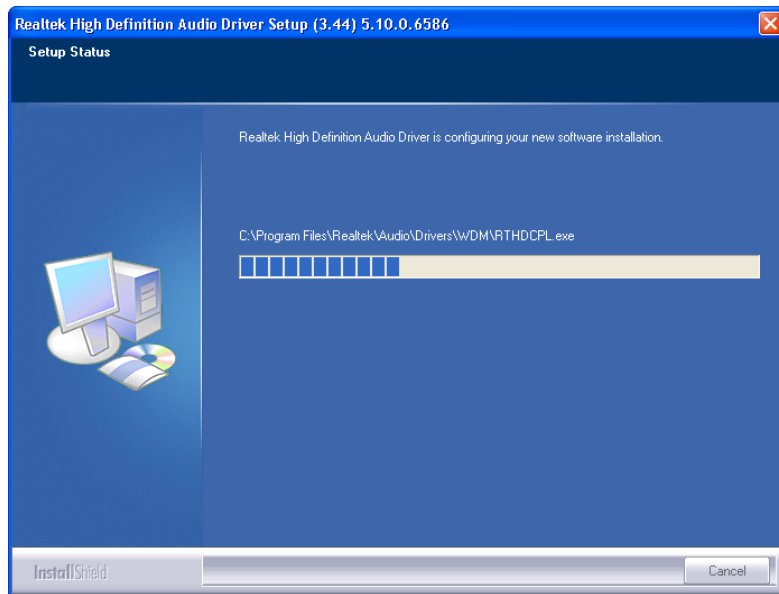 Realtek High Definition Audio Driver Setup (3.44) 5.10.0.6586
Setup Status
Realtek High Definition Audio Driver is configuring your new software installation.
C:\Program Files\Realtek\Audio\Drivers\WDM\RTHDCPL.exe
InstallShield
Cancel